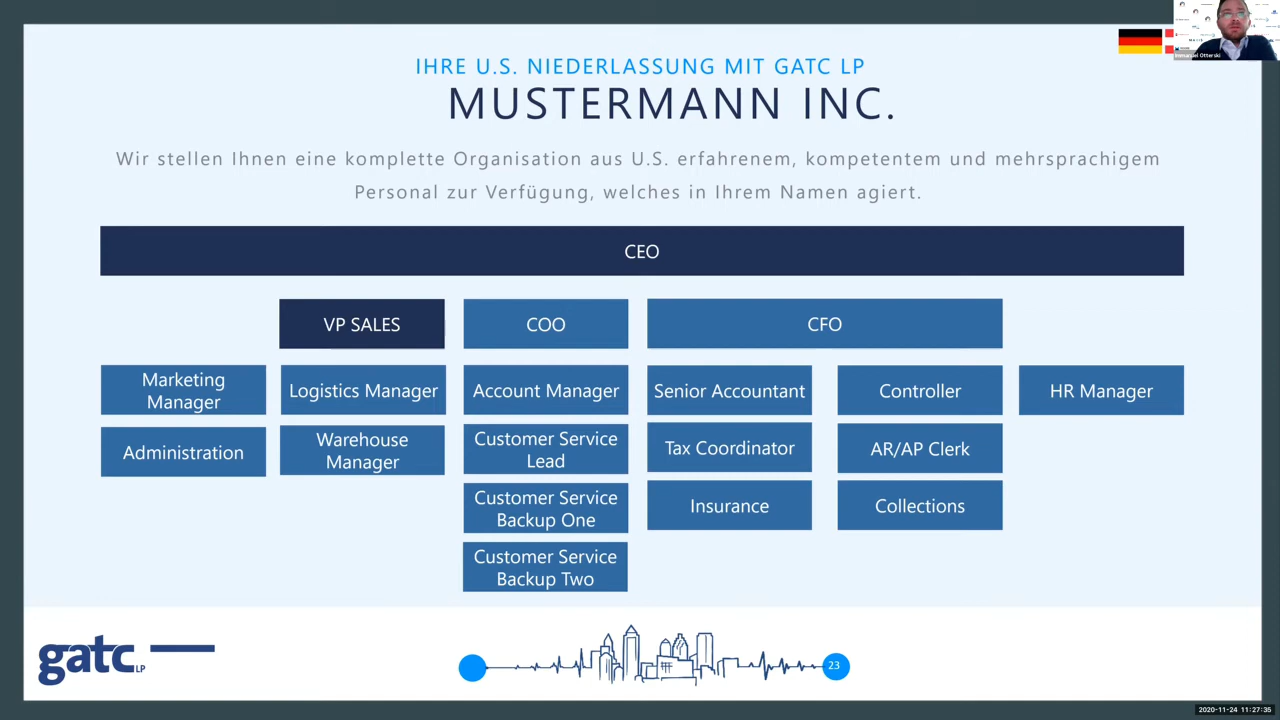 IHRE U.S. NIEDERLASSUNG MIT GATC LP
MUSTERMANN INC.
Wir stellen Ihnen eine komplette Organisation aus U.S. erfahrenem, kompetentem und mehrsprachigem
Personal zur Verfügung, welches in Ihrem Namen agiert.
CEO
VP SALES
COO
CFO
Marketing
Manager
Logistics Manager
Account Manager
Senior Accountant
Controller
HR Manager
Administration
Warehouse
Manager
Customer Service
Lead
Tax Coordinator
AR/AP Clerk
Customer Service
Backup One
Insurance
Collections
Customer Service
Backup Two
gatc LP
23
Immanuel Otterski
2020-11-24 11:27:35